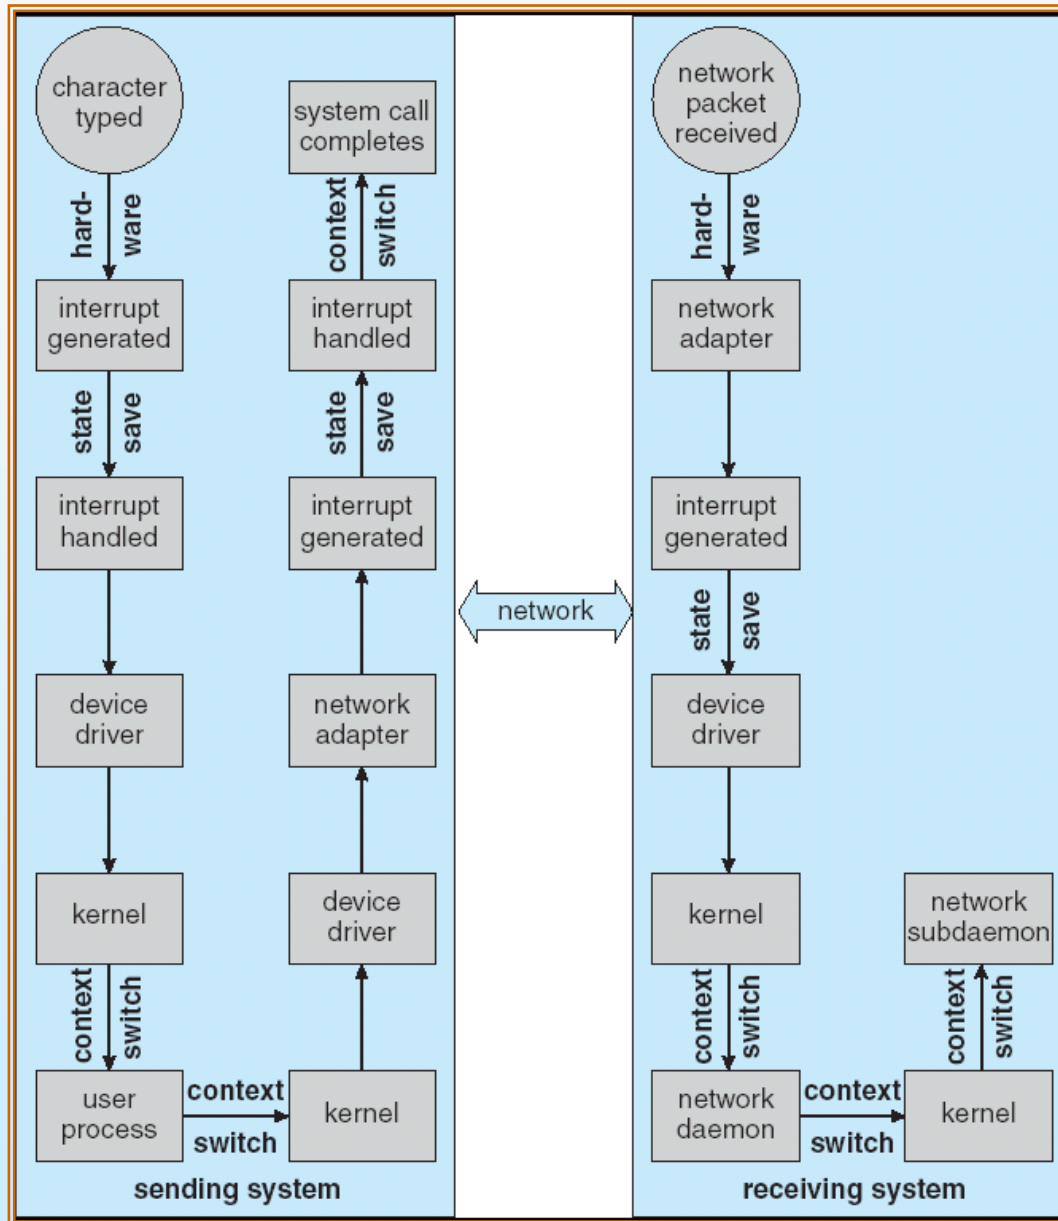 character
typed
hard-
ware
interrupt
generated
state
save
interrupt
handled
device
driver
kernel
context
switch
user
process
context
switch
kernel
device
driver
network
adapter
interrupt
generated
state
save
interrupt
handled
context
switch
system call
completes
sending system
network
network
packet
received
hard-
ware
network
adapter
interrupt
generated
state
save
device
driver
kernel
context
switch
network
daemon
context
switch
kernel
context
switch
network
subdaemon
receiving system